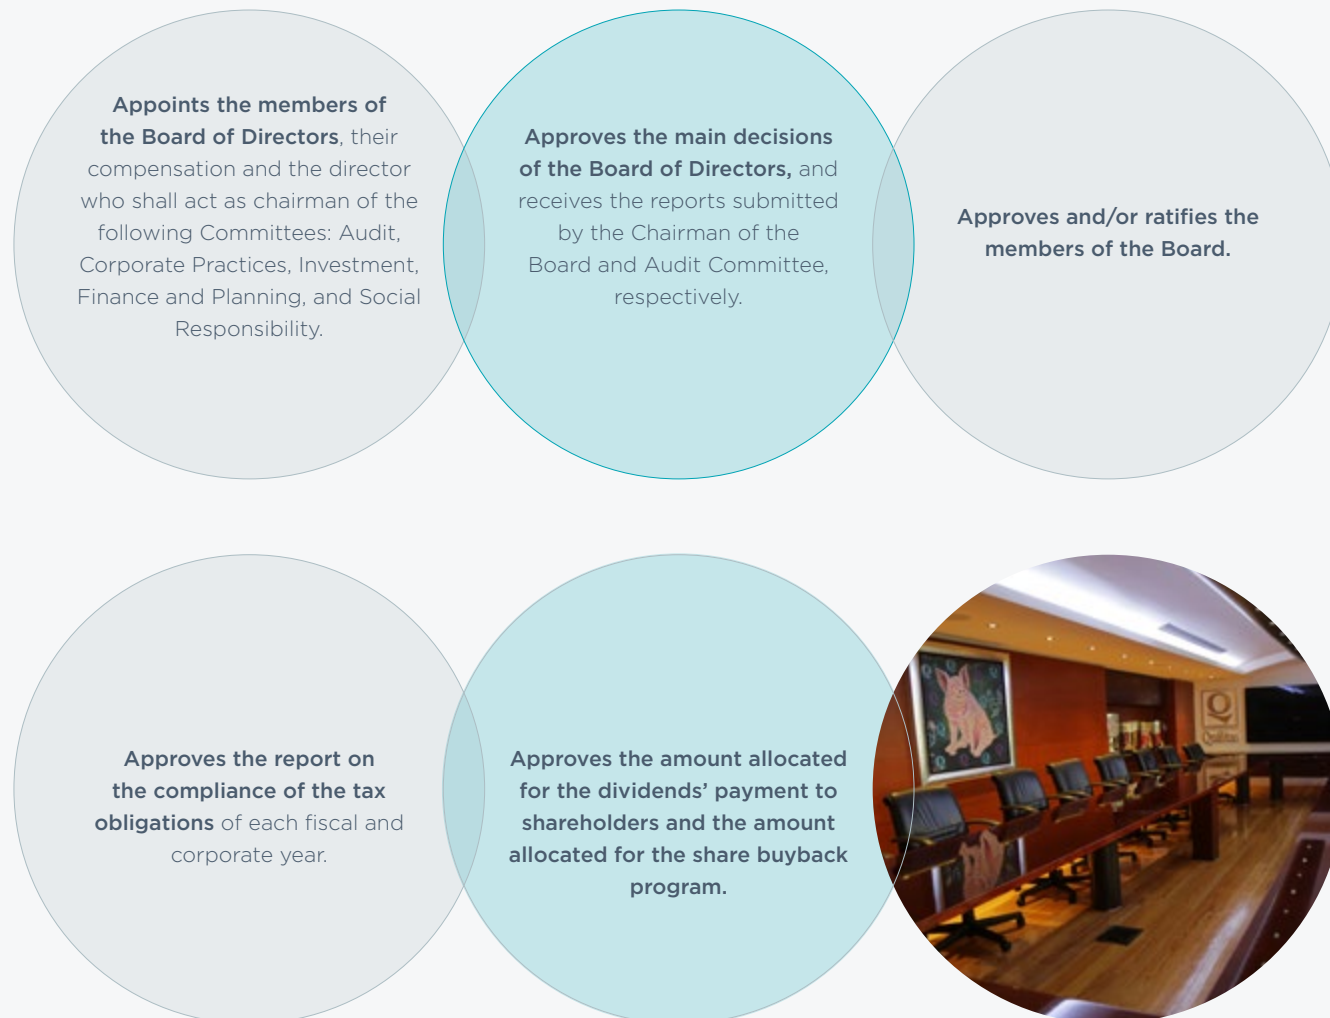 Appoints the members of
the Board of Directors, their
compensation and the director
who shall act as chairman of the
following Committees: Audit,
Corporate Practices, Investment,
Finance and Planning, and Social
Responsibility.
Approves the main decisions
of the Board of Directors, and
receives the reports submitted
by the Chairman of the
Board and Audit Committee,
respectively.
Approves and/or ratifies the
members of the Board.
Approves the report on
the compliance of the tax
obligations of each fiscal and
corporate year.
Approves the amount allocated
for the dividends’ payment to
shareholders and the amount
allocated for the share buyback
program.
Q
Quálitas